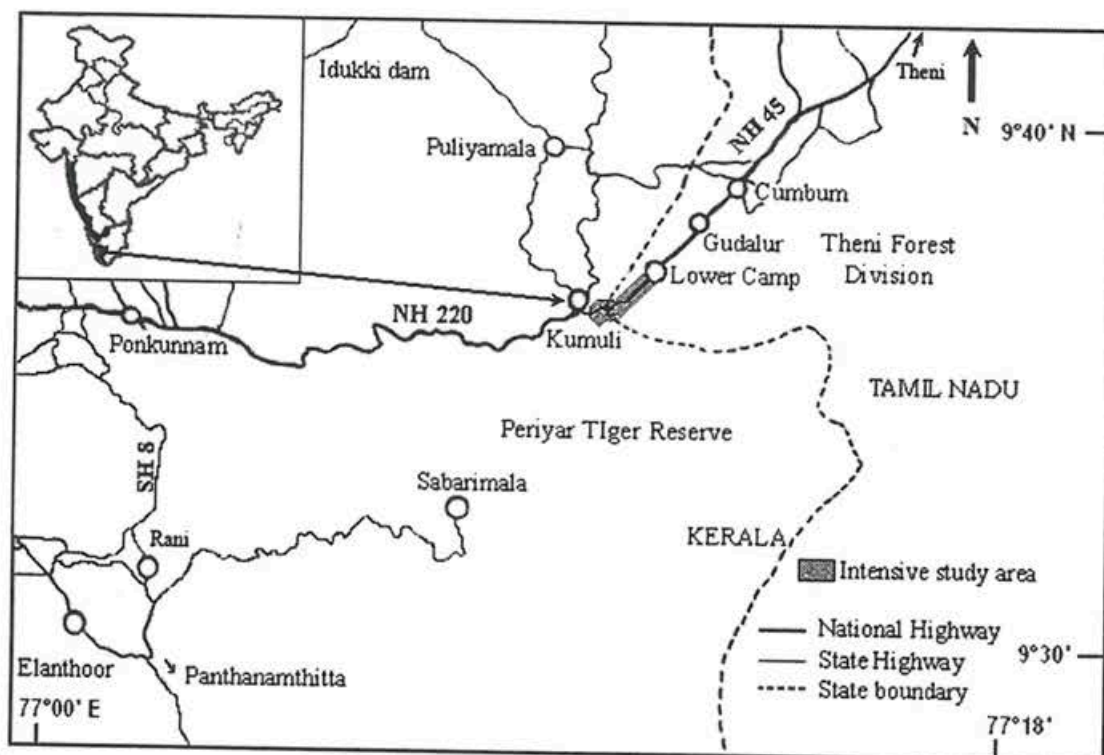 Idukki dam
Theni
N
9°40' N
NH 45
Puliyamala
Cumbum
Gudalur
Theni Forest
Division
Lower Camp
NH 220
Kumuli
Ponkunnam
TAMIL NADU
Periyar TIger Reserve
SH 8
Sabarimala
Rani
KERALA
Intensive study area
National Highway
State Highway
State boundary
9°30'
Elanthoor
Panthanamthitta
77°00' E
77°18'